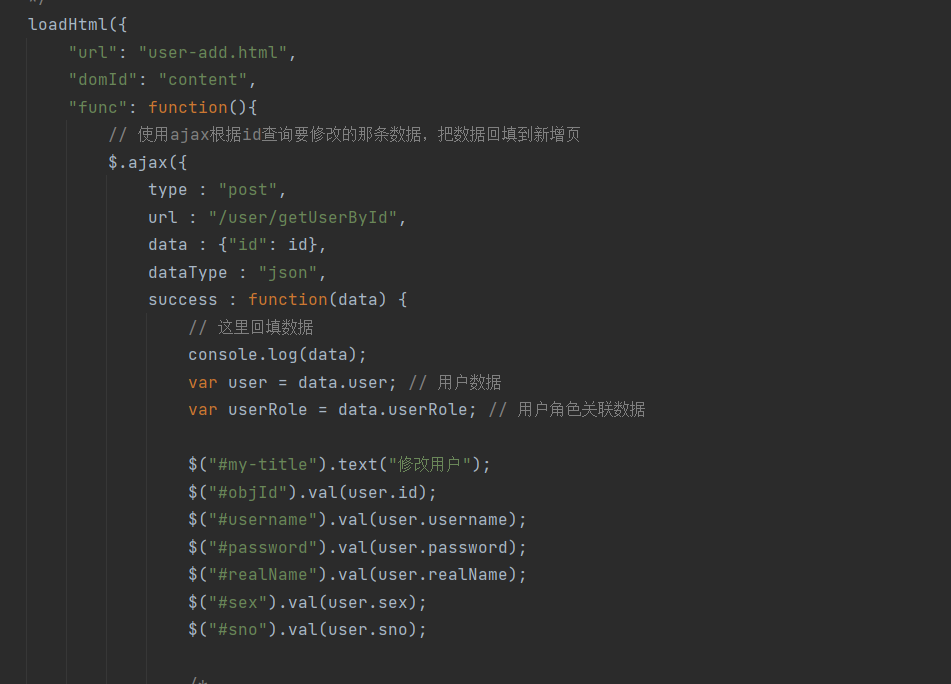 */
loadHtml({
"url": "user-add.html",
"domId": "content",
"func": function(){
// 使用ajax根据id查询要修改的那条数据，把数据回填到新增页
$.ajax({
type : "post",
url : "/user/getUserById",
data : {"id": id},
dataType : "json",
success : function(data) {
// 这里回填数据
console.log(data);
var user = data.user; // 用户数据
var userRole = data.userRole; // 用户角色关联数据
$("#my-title").text("修改用户");
$("#objId").val(user.id);
$("#username").val(user.username);
$("#password").val(user.password);
$("#realName").val(user.realName);
$("#sex").val(user.sex);
$("#sno").val(user.sno);
/*